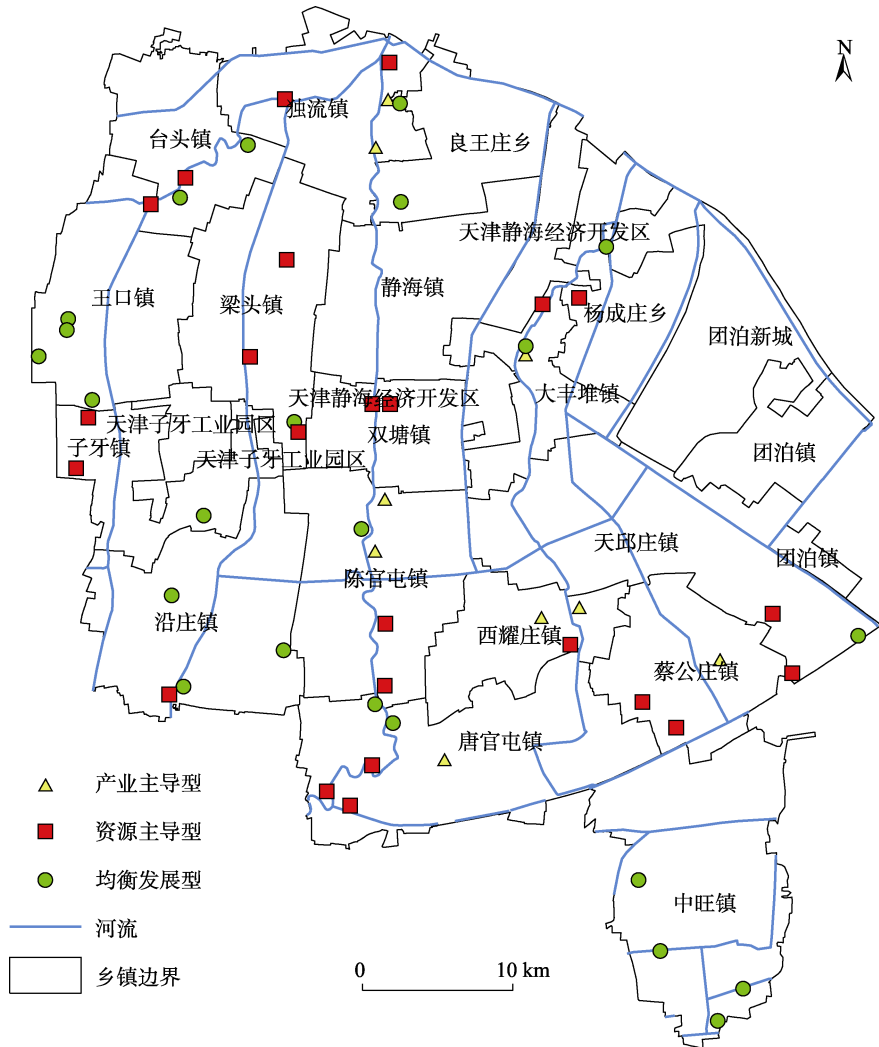 N
独流镇
台头镇
良王庄乡
天津静海经济开发区
静海镇
王口镇
梁头镇
杨成庄乡
团泊新城
大丰堆镇
天津静海经济开发区
天津子牙工业园区
双塘镇
子牙镇
天津子牙工业园区
团泊镇
天邱庄镇
团泊镇
陈官屯镇
沿庄镇
西耀庄镇
蔡公庄镇
唐官屯镇
中旺镇
产业主导型
资源主导型
均衡发展型
河流
乡镇边界
0 10 km